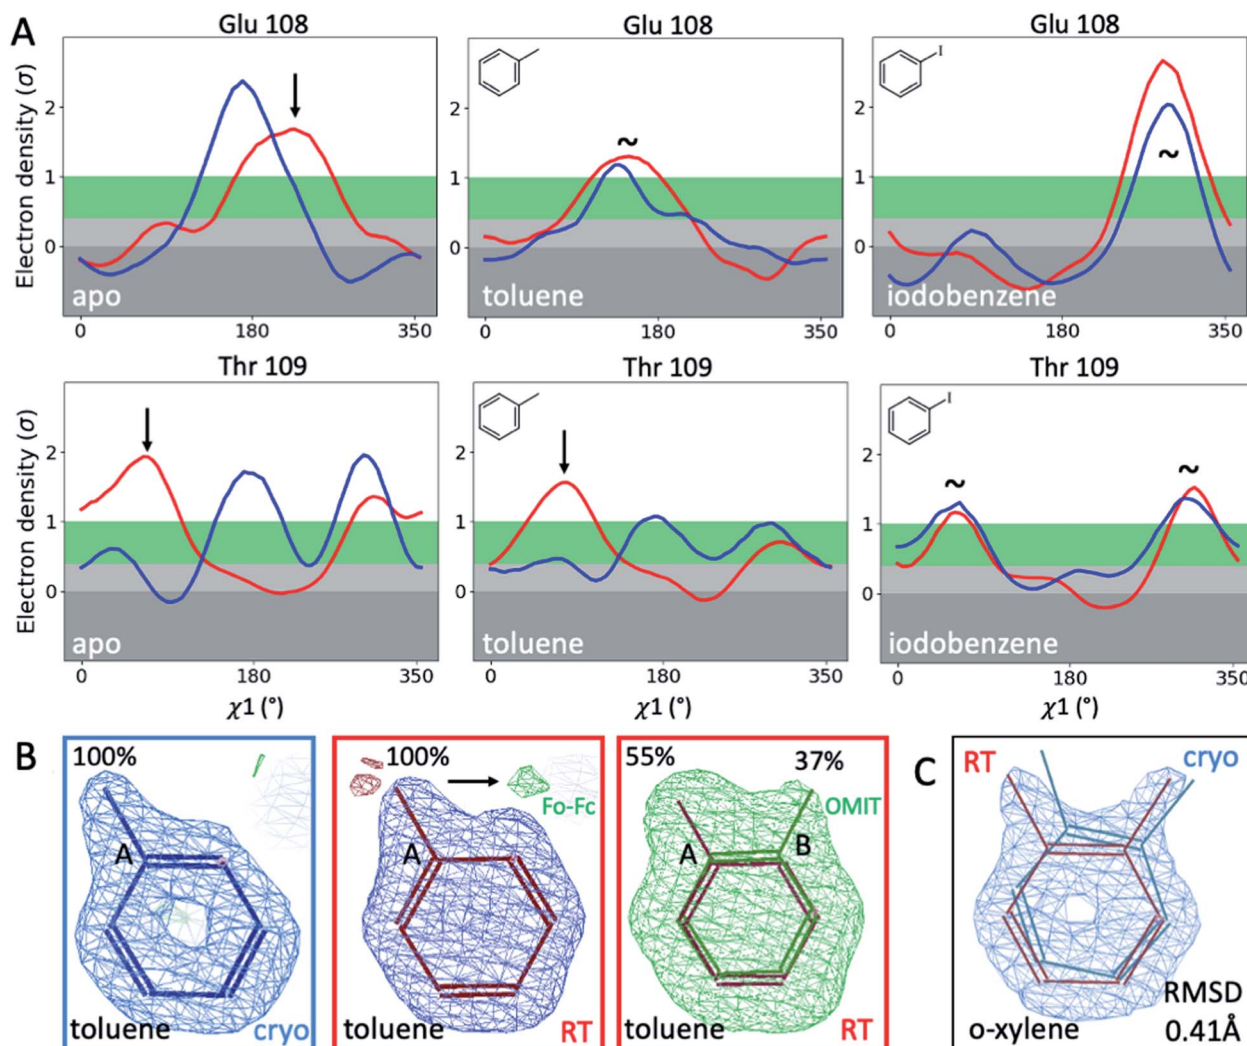 A
Glu 108
Glu 108
Glu 108
Electron density (σ)
2
1
0
apo
0 180 350
2
1
0
~
toluene
0 180 350
I
2
1
0
~
iodobenzene
0 180 350
Thr 109
Thr 109
Thr 109
Electron density (σ)
2
1
0
apo
0 180 350
χ1 (°)
2
1
0
toluene
0 180 350
χ1 (°)
I
2
1
0
~ ~
iodobenzene
0 180 350
χ1 (°)
B
100%
A
toluene cryo
100%
Fo-Fc
A
toluene RT
55% 37%
OMIT
A B
toluene RT
C
RT cryo
RMSD
o-xylene 0.41Å